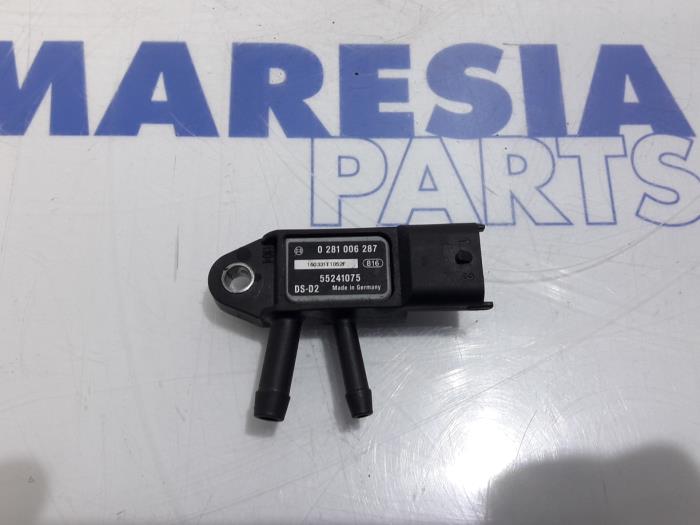 MARESIA
PARTS
0 281 006 287
B16
55241075
DS-D2 Made in Germany